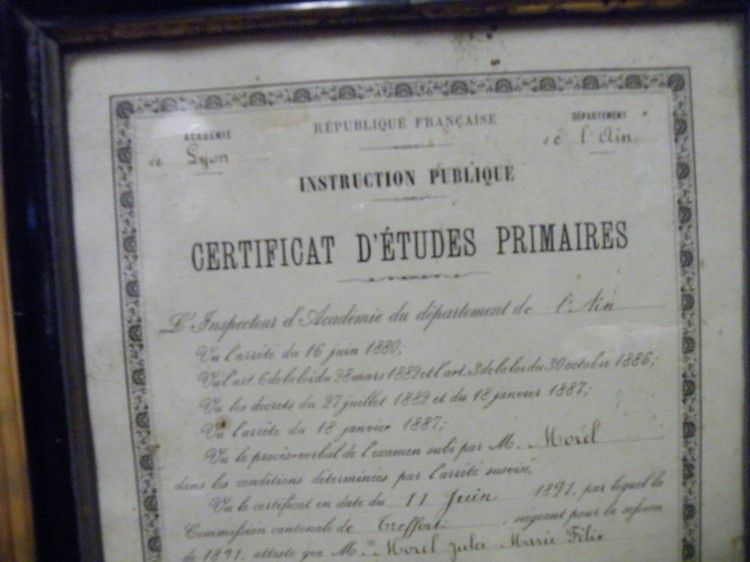 ACADÉMIE
de Lyon
RÉPUBLIQUE FRANÇAISE
DÉPARTEMENT
de l'Ain
INSTRUCTION PUBLIQUE
CERTIFICAT D'ÉTUDES PRIMAIRES
L'Inspecteur d'Académie du département de l'Ain
Vu l'arrêté du 16 juin 1880;
Vu l'art. 6 de la loi du 28 mars 1882 et l'art. 3 de la loi du 30 octobre 1886;
Vu les décrets du 27 juillet 1882 et du 18 janvier 1887;
Vu l'arrêté du 18 janvier 1887;
Vu le procès-verbal de l'examen subi par M. Morel
dans les conditions déterminées par l'arrêté susvisé,
Vu le certificat en date du 11 Juin 1891, par lequel la
Commission cantonale de Treffort, siégeant pour la session
de 1891, atteste que M. Morel Jules Marie Félix